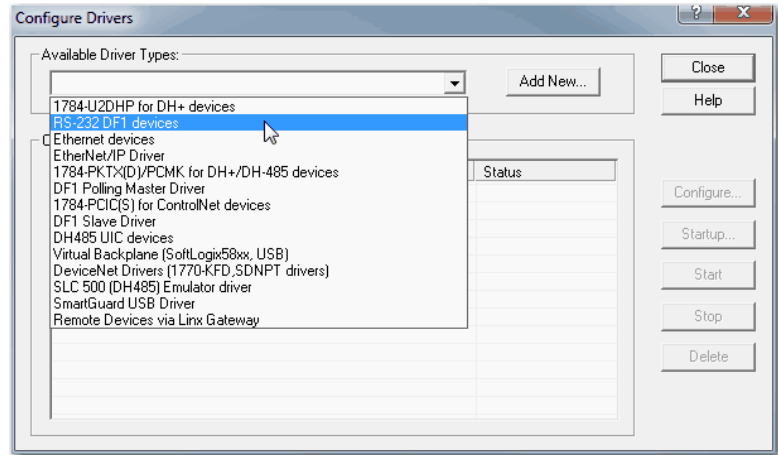 Configure Drivers
?
X
Available Driver Types:
Add New...
Close
Help
1784-U2DHP for DH+ devices
RS-232 DF1 devices
Ethernet devices
EtherNet/IP Driver
1784-PKTX(D)/PCMK for DH+/DH-485 devices
DF1 Polling Master Driver
1784-PCIC(S) for ControlNet devices
DF1 Slave Driver
DH485 UIC devices
Virtual Backplane (SoftLogix58xx, USB)
DeviceNet Drivers (1770-KFD,SDNPT drivers)
SLC 500 (DH485) Emulator driver
SmartGuard USB Driver
Remote Devices via Linx Gateway
Status
Configure...
Startup...
Start
Stop
Delete